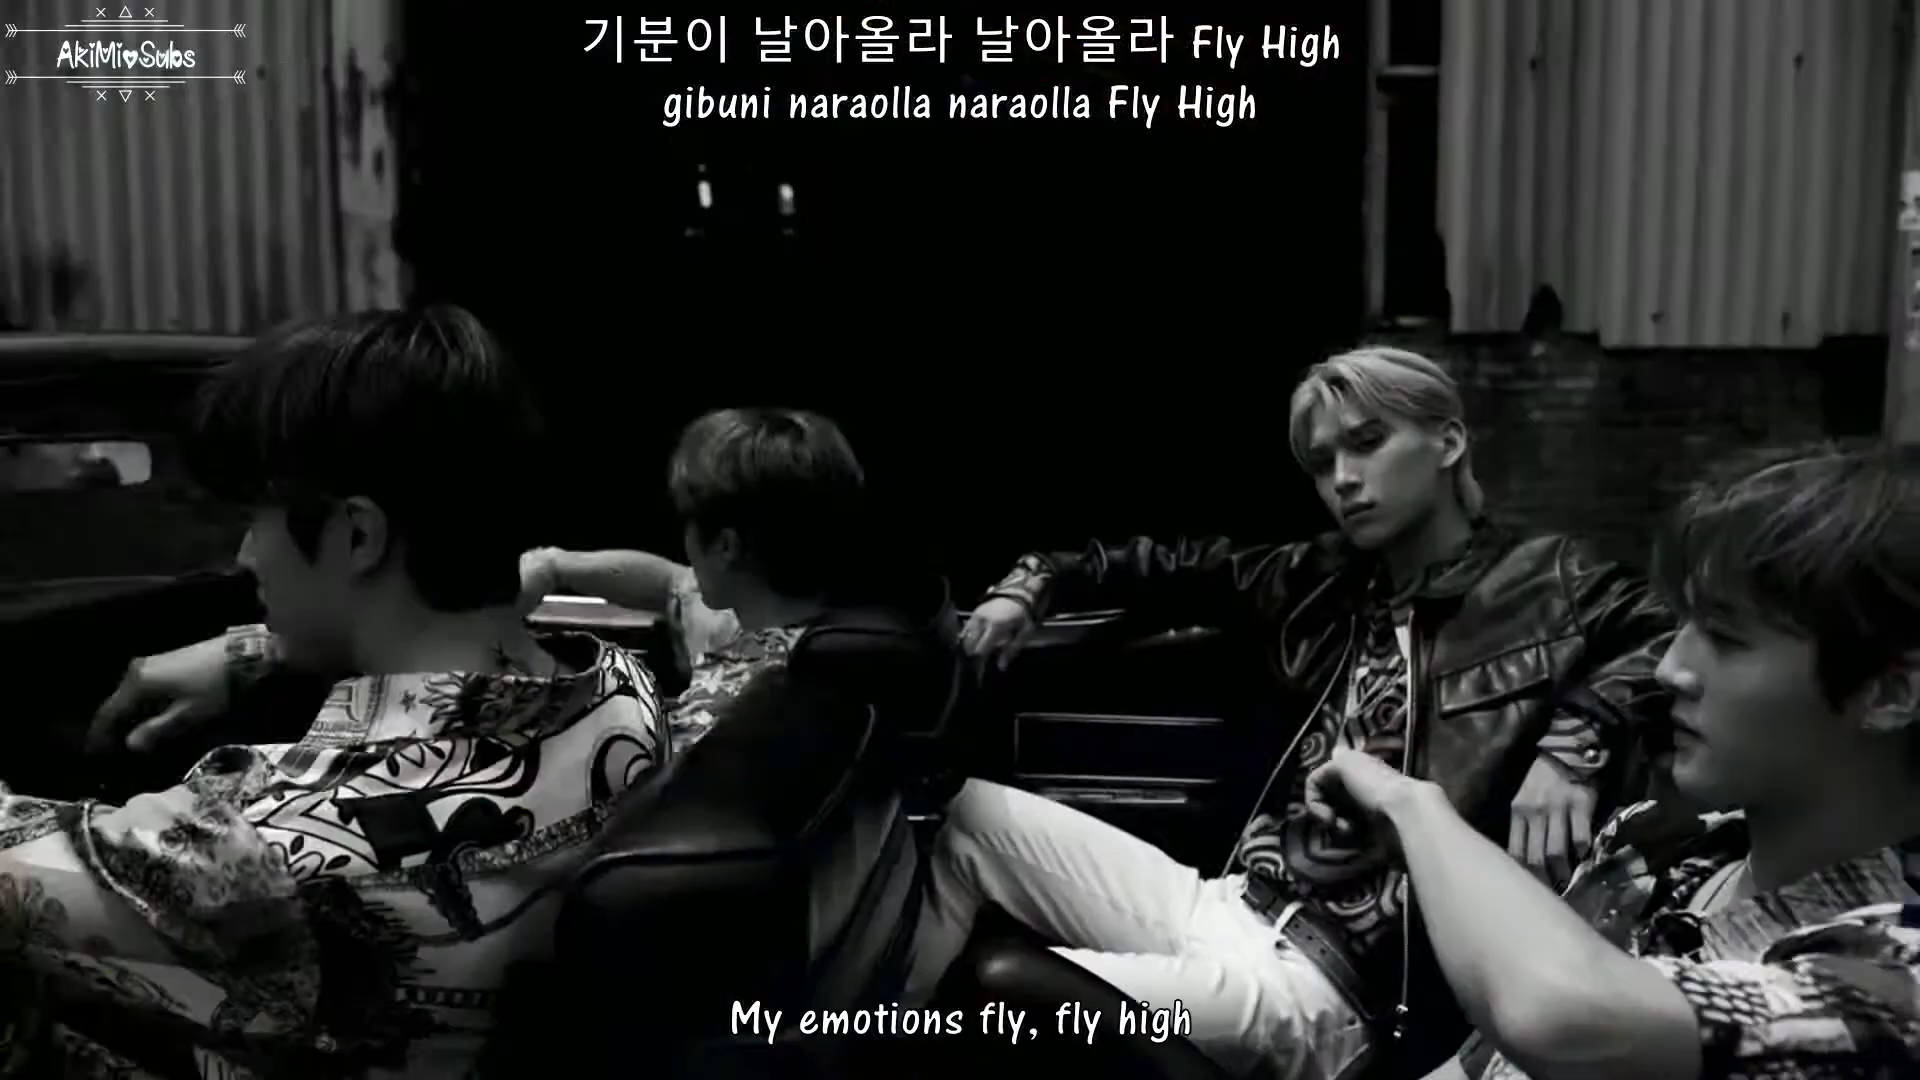 AkiMi♥Subs
기분이 날아올라 날아올라 Fly High
gibuni naraolla naraolla Fly High
My emotions fly, fly high